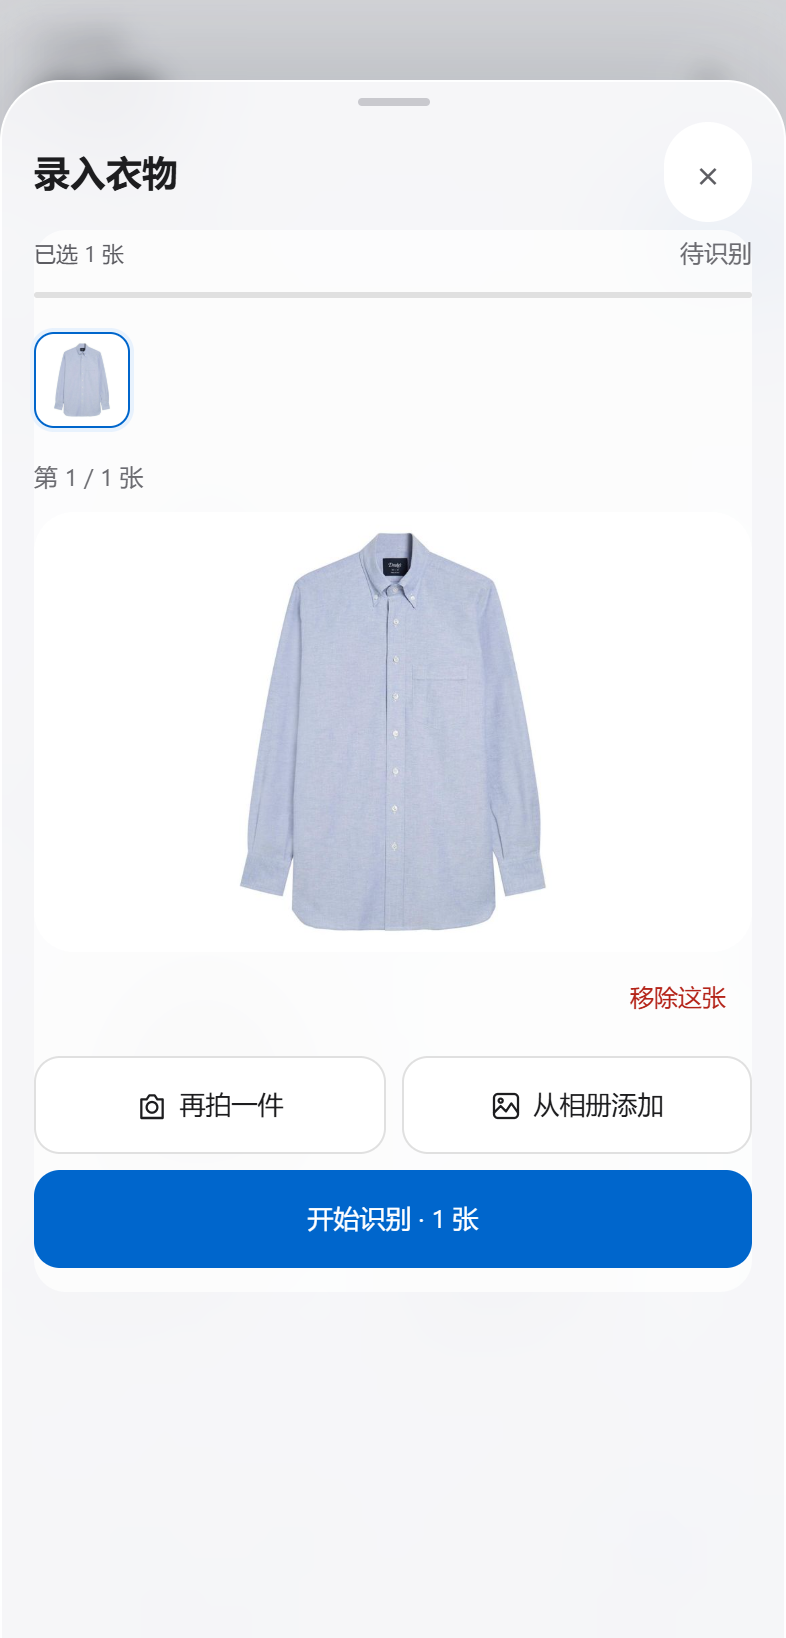 录入衣物
×
已选 1 张
待识别
第 1 / 1 张
移除这张
再拍一件
从相册添加
开始识别 · 1 张